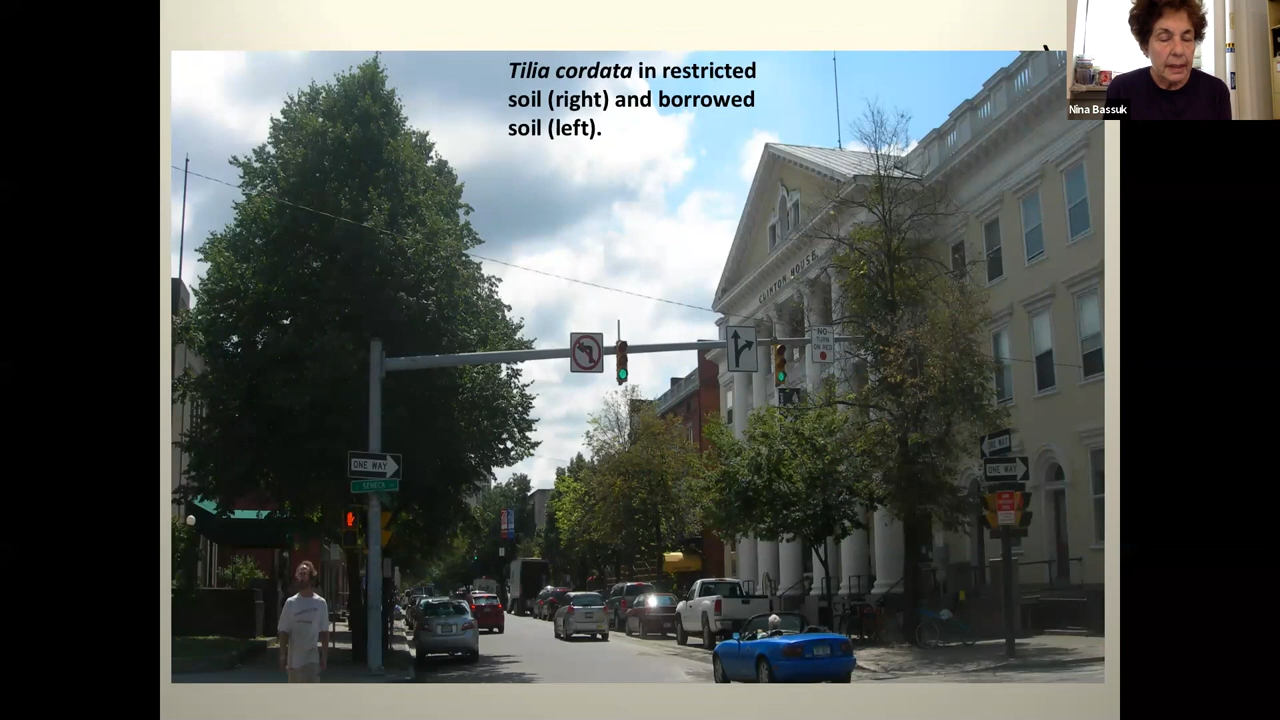 Tilia cordata in restricted
soil (right) and borrowed
soil (left).
Nina Bassuk
CLINTON HOUSE
NO
TURN
ON RED
ONE WAY
SENECA
ONE WAY
ONE WAY